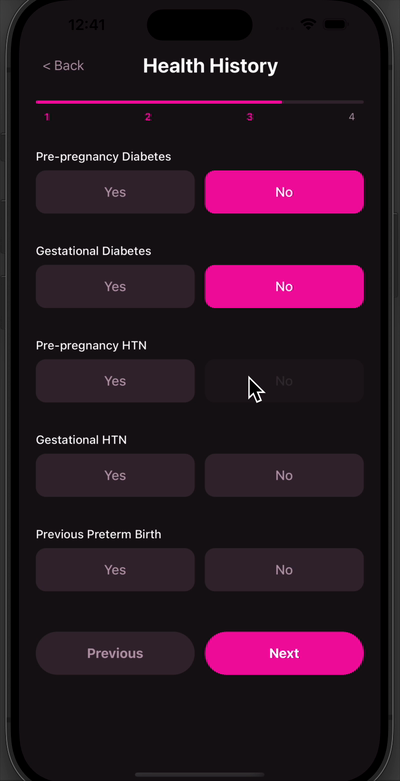 12:41
< Back
Health History
1 2 3 4
Pre-pregnancy Diabetes
Yes No
Gestational Diabetes
Yes No
Pre-pregnancy HTN
Yes No
Gestational HTN
Yes No
Previous Preterm Birth
Yes No
Previous Next